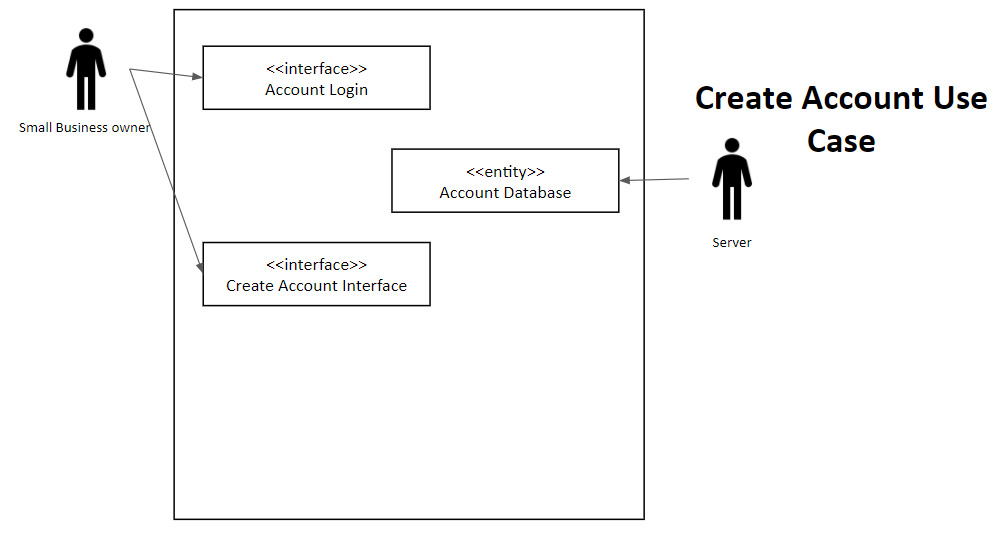 <<interface>>
Account Login
Small Business owner
Create Account Use
Case
<<entity>>
Account Database
Server
<<interface>>
Create Account Interface